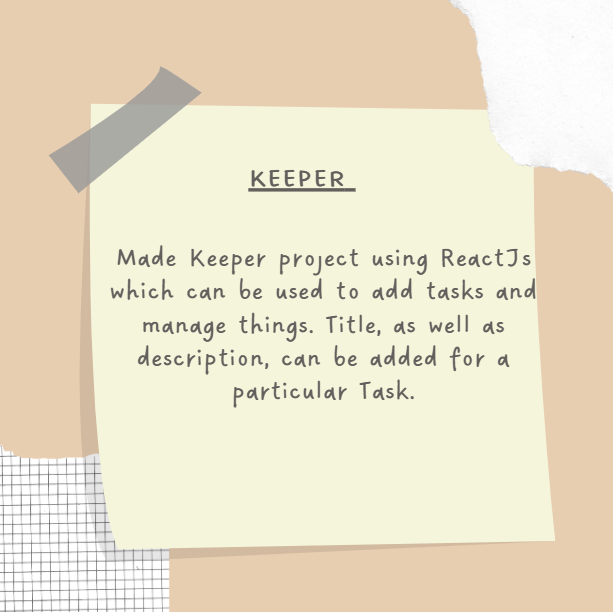 KEEPER
Made Keeper project using ReactJs
which can be used to add tasks and
manage things. Title, as well as
description, can be added for a
particular Task.